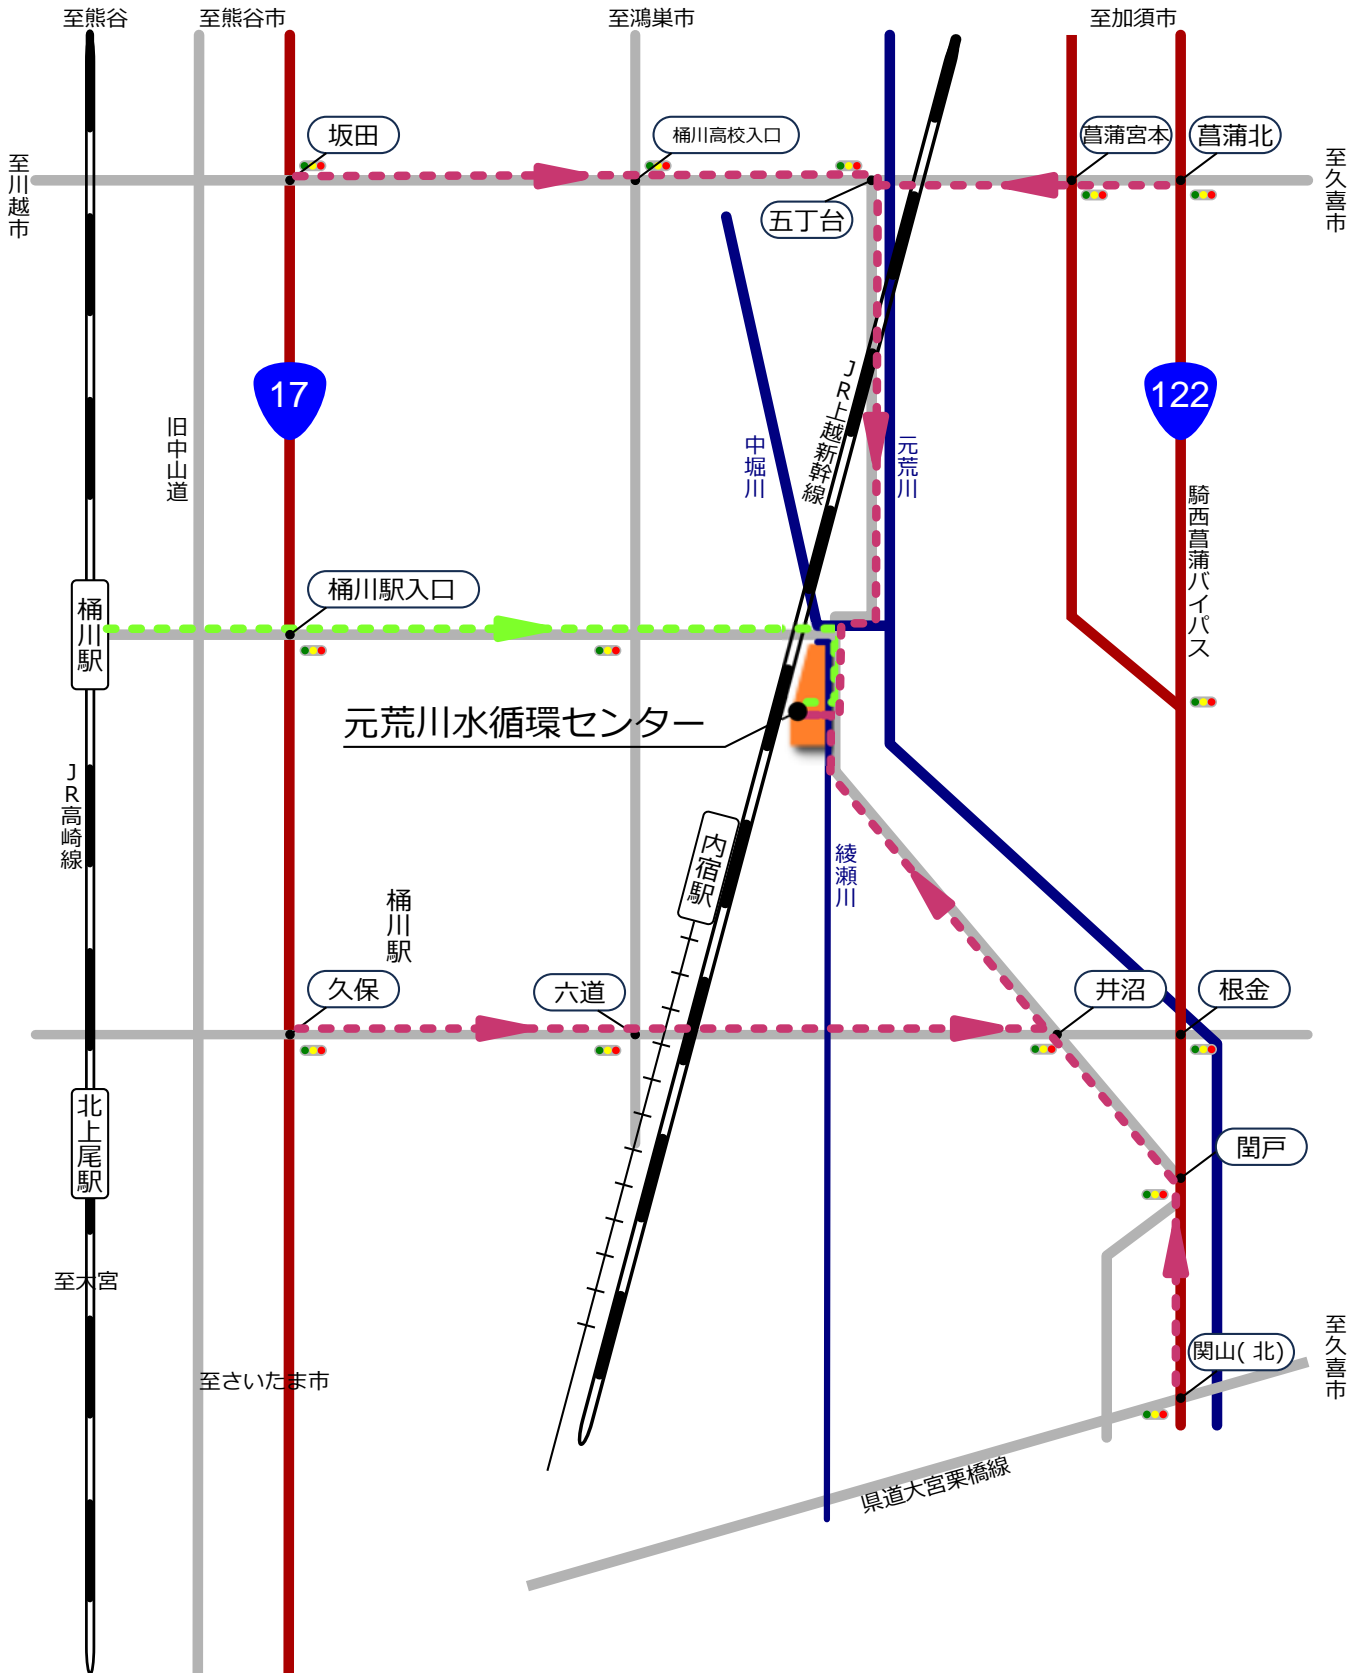 至熊谷
至熊谷市
至鴻巣市
至加須市
坂田
桶川高校入口
菖蒲宮本
菖蒲北
至川越市
至久喜市
五丁台
17
122
JR上越新幹線
旧中山道
中堀川
元荒川
騎西菖蒲バイパス
桶川駅
桶川駅入口
元荒川水循環センター
JR高崎線
内宿駅
綾瀬川
桶川駅
久保
六道
井沼
根金
北上尾駅
閏戸
至大宮
関山(北)
至久喜市
至さいたま市
県道大宮栗橋線